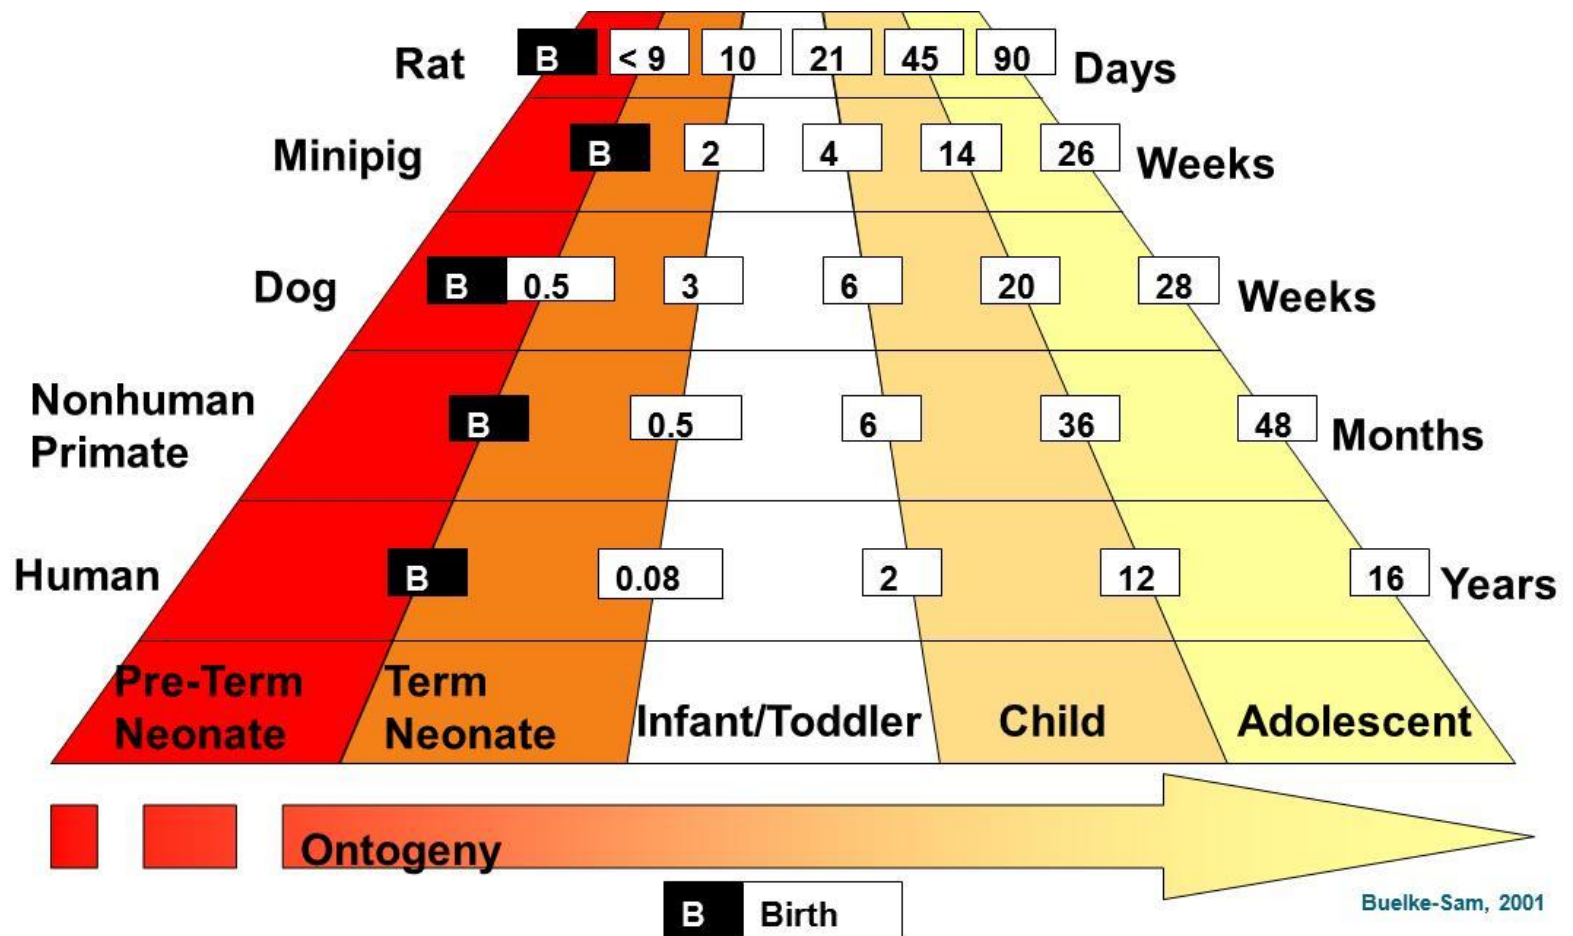 Rat B < 9 10 21 45 90 Days
Minipig B 2 4 14 26 Weeks
Dog B 0.5 3 6 20 28 Weeks
Nonhuman
Primate B 0.5 6 36 48 Months
Human B 0.08 2 12 16 Years
Pre-Term
Neonate
Term
Neonate
Infant/Toddler
Child
Adolescent
Ontogeny
B Birth
Buelke-Sam, 2001